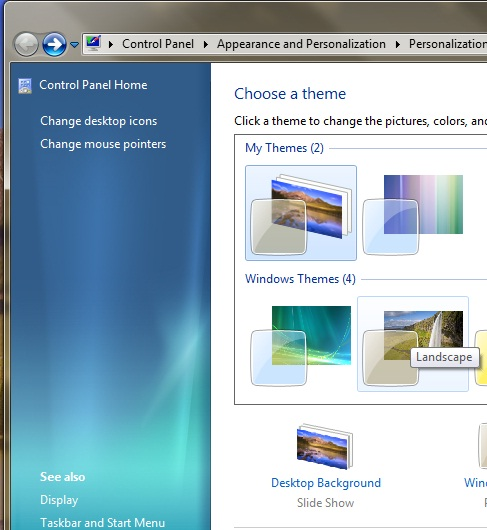 Control Panel Appearance and Personalization Personalization
Control Panel Home
Change desktop icons
Change mouse pointers
Choose a theme
Click a theme to change the pictures, colors, and
My Themes (2)
Windows Themes (4)
Landscape
Desktop Background
Slide Show
See also
Display
Taskbar and Start Menu